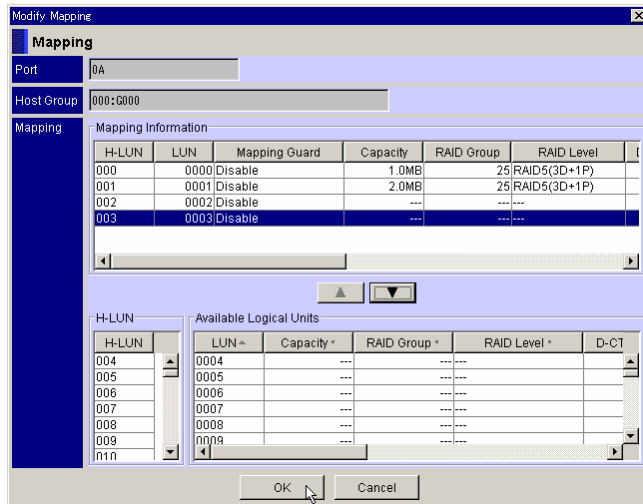 Modify Mapping
Mapping
Port 0A
Host Group 000:G000
Mapping
Mapping Information
H-LUN LUN Mapping Guard Capacity RAID Group RAID Level
000 0000 Disable 1.0MB 25 RAID5(3D+1P)
001 0001 Disable 2.0MB 25 RAID5(3D+1P)
002 0002 Disable --- --- ---
003 0003 Disable --- --- ---
H-LUN
H-LUN
004
005
006
007
008
009
010
Available Logical Units
LUN Capacity * RAID Group * RAID Level * D-CT
0004 --- --- ---
0005 --- --- ---
0006 --- --- ---
0007 --- --- ---
0008 --- --- ---
0009 --- --- ---
OK Cancel